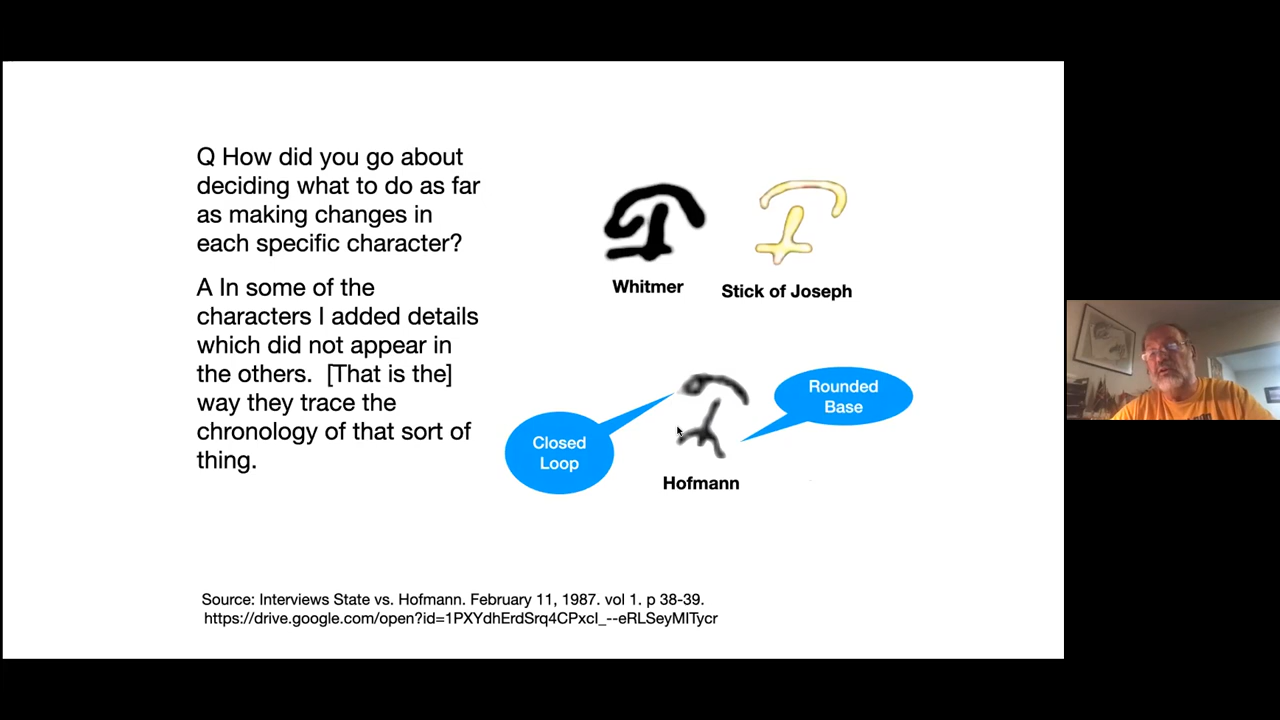 Q How did you go about
deciding what to do as far
as making changes in
each specific character?
A In some of the
characters I added details
which did not appear in
the others.  [That is the]
way they trace the
chronology of that sort of
thing.
Whitmer
Stick of Joseph
Closed
Loop
Rounded
Base
Hofmann
Source: Interviews State vs. Hofmann. February 11, 1987. vol 1. p 38-39.
https://drive.google.com/open?id=1PXYdhErdSrq4CPxcI_--eRLSeyMITycr